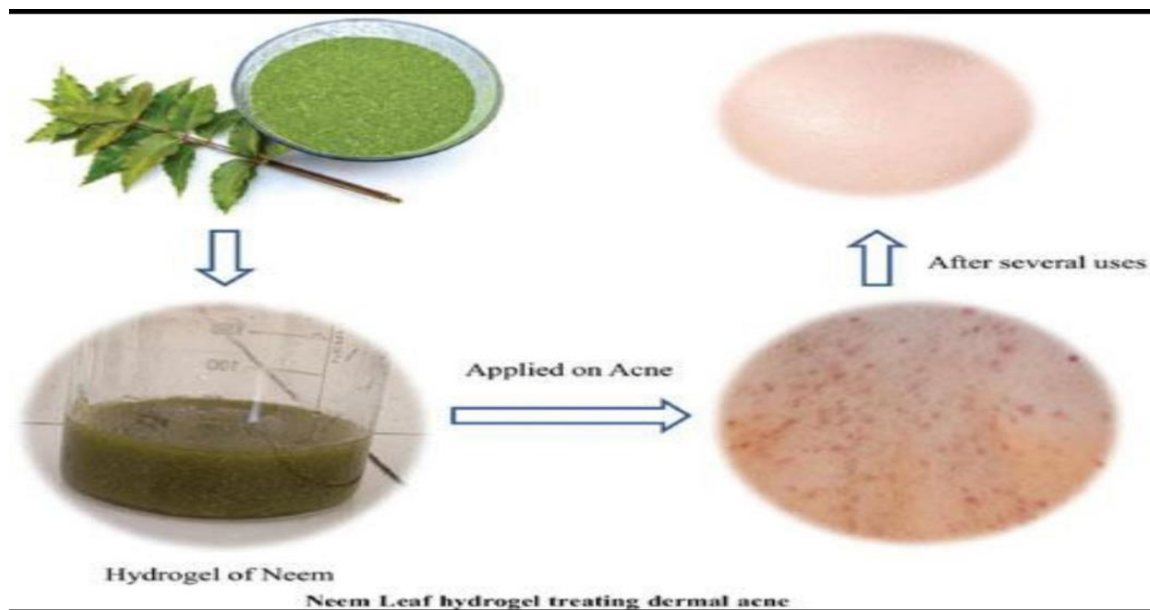 After several uses
Applied on Acne
Hydrogel of Neem
Neem Leaf hydrogel treating dermal acne